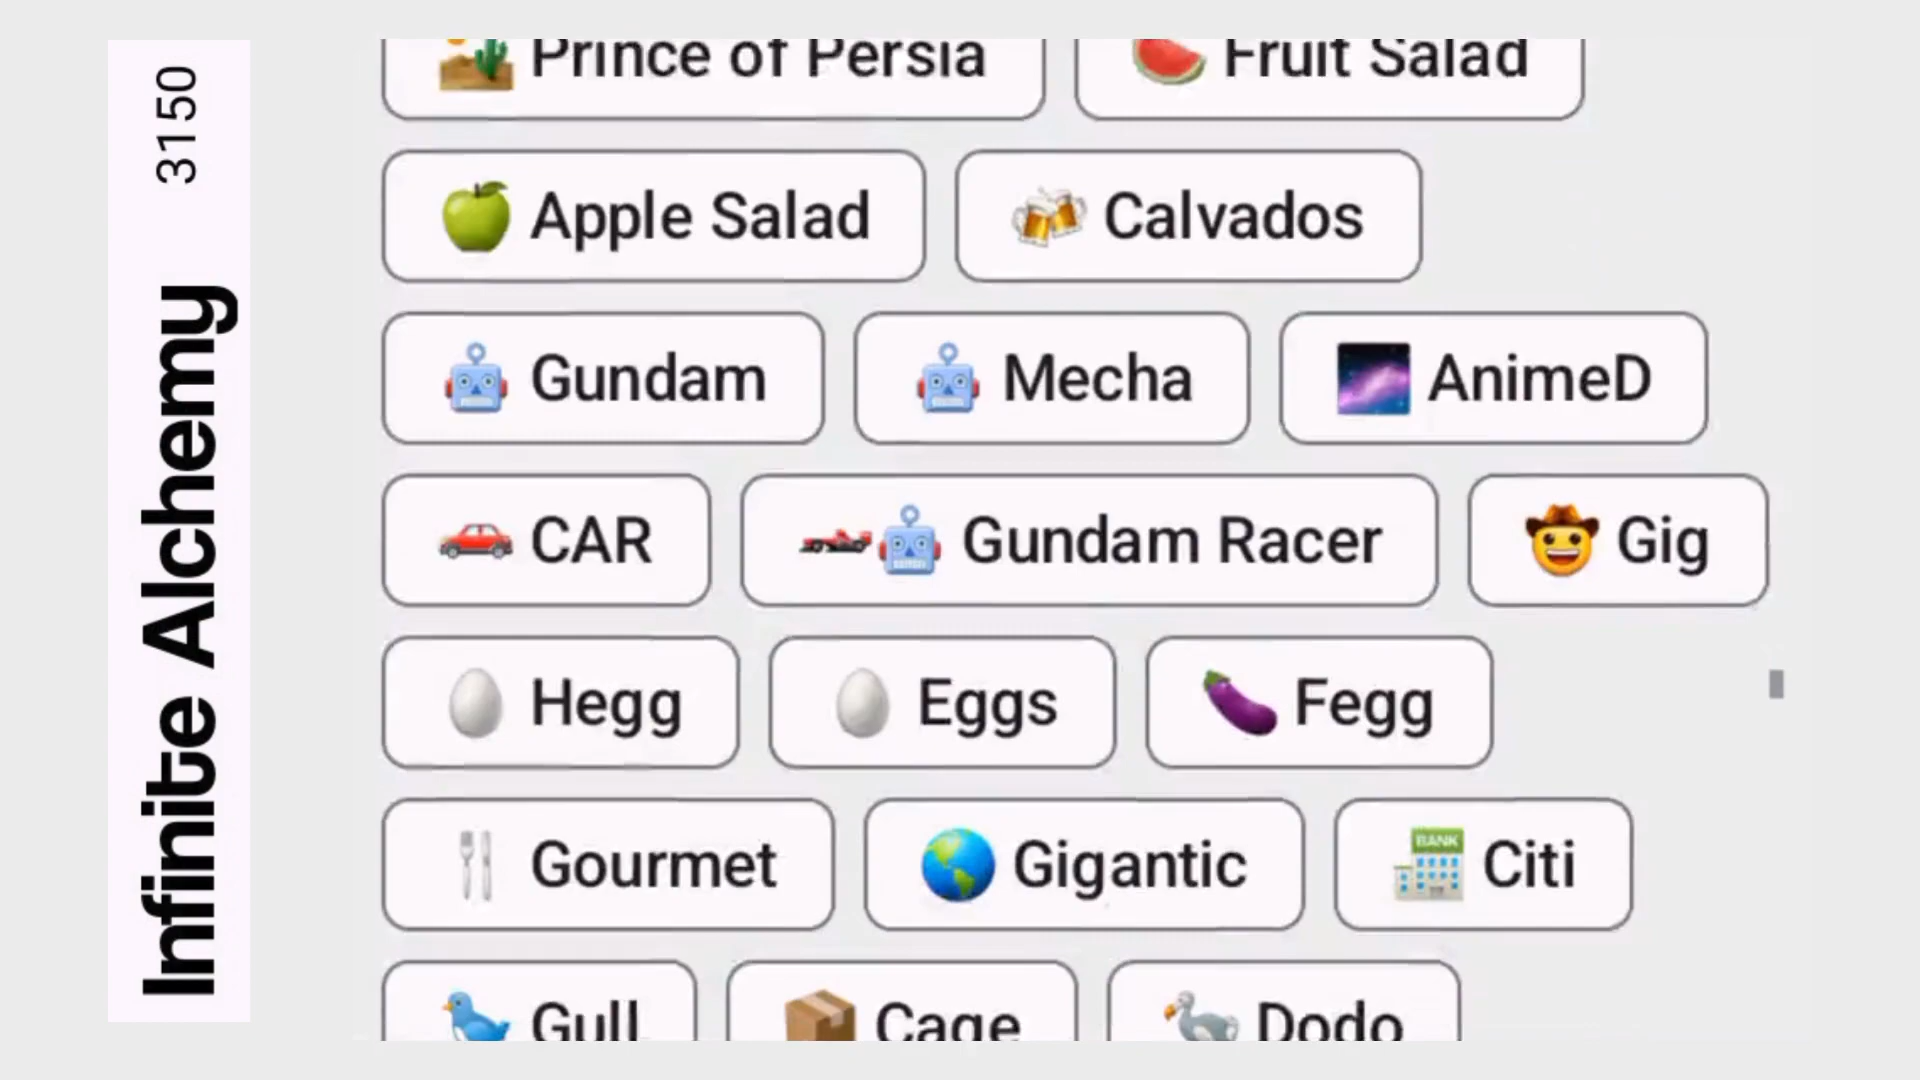 Infinite Alchemy 3150
Prince of Persia Fruit Salad
Apple Salad Calvados
Gundam Mecha AnimeD
CAR Gundam Racer Gig
Hegg Eggs Fegg
Gourmet Gigantic BANK Citi
Gull Cage Dodo